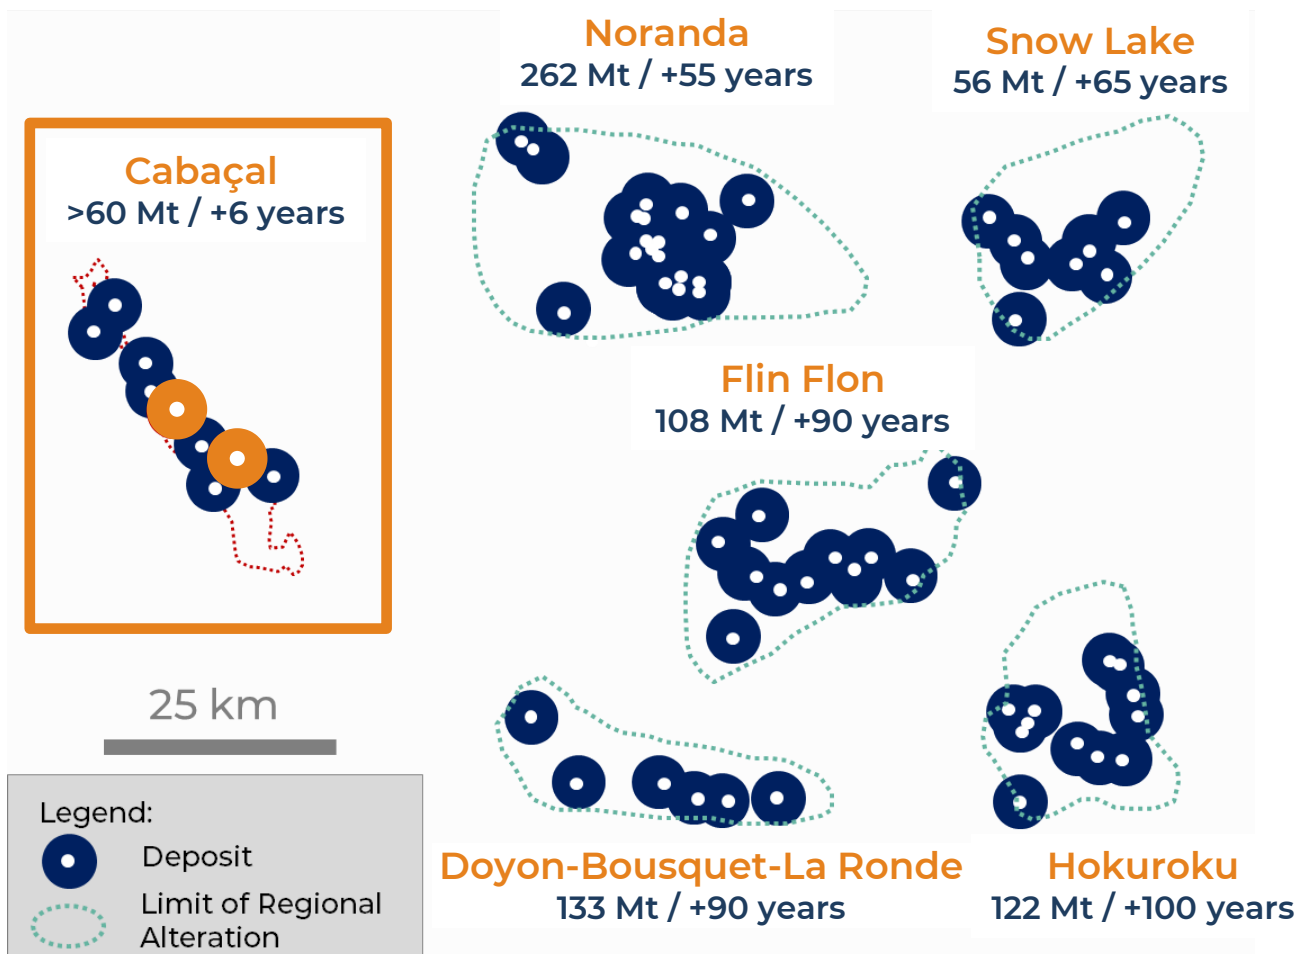 Noranda
262 Mt / +55 years
Snow Lake
56 Mt / +65 years
Cabaçal
>60 Mt / +6 years
Flin Flon
108 Mt / +90 years
25 km
Legend:
Deposit
Limit of Regional
Alteration
Doyon-Bousquet-La Ronde
133 Mt / +90 years
Hokuroku
122 Mt / +100 years